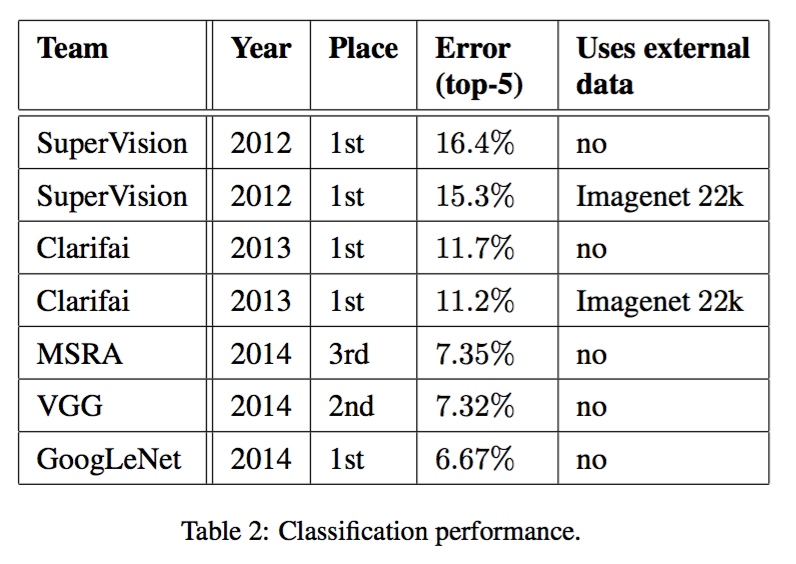 Team Year Place Error (top-5) Uses external data
SuperVision 2012 1st 16.4% no
SuperVision 2012 1st 15.3% Imagenet 22k
Clarifai 2013 1st 11.7% no
Clarifai 2013 1st 11.2% Imagenet 22k
MSRA 2014 3rd 7.35% no
VGG 2014 2nd 7.32% no
GoogLeNet 2014 1st 6.67% no
Table 2: Classification performance.